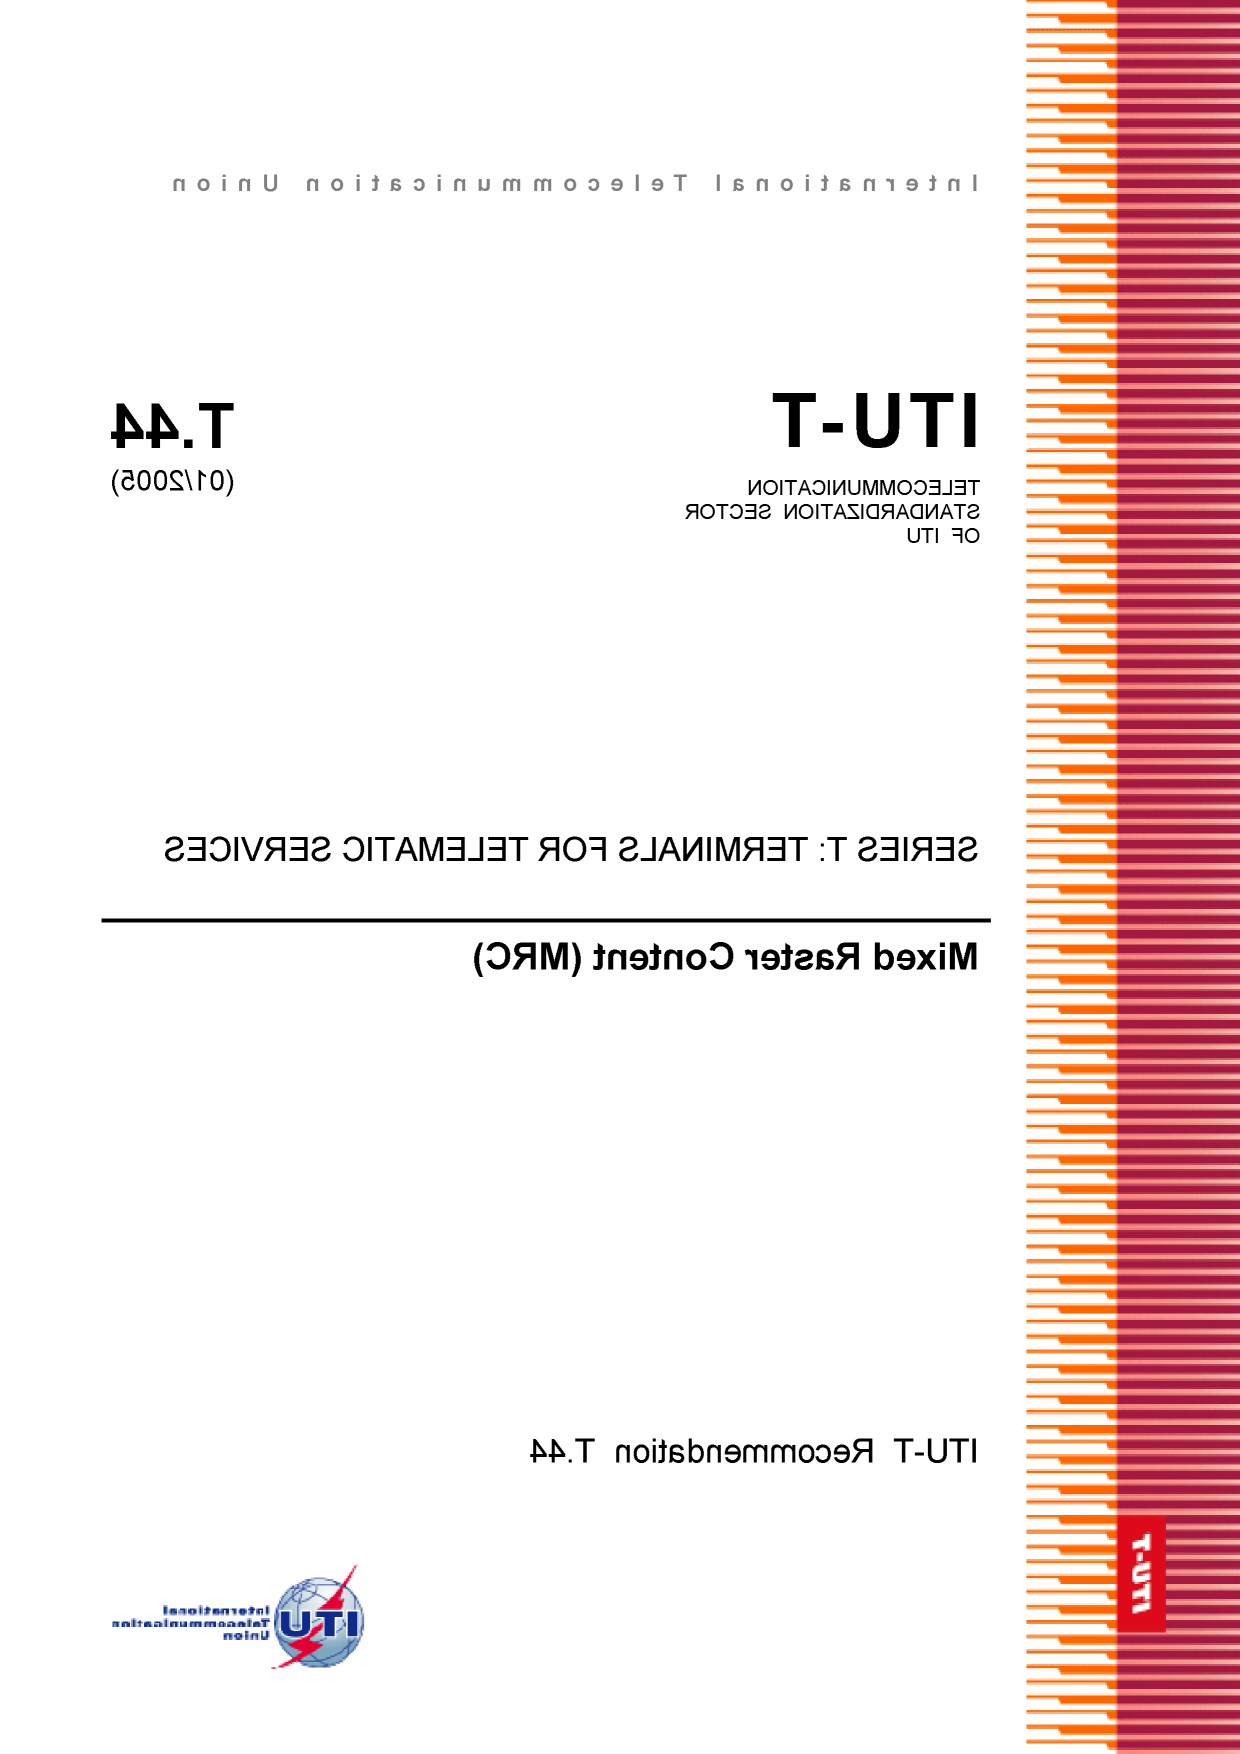 International Telecommunication Union
ITU-T
T.44
TELECOMMUNICATION
STANDARDIZATION SECTOR
OF ITU
(01/2005)
SERIES T: TERMINALS FOR TELEMATIC SERVICES
Mixed Raster Content (MRC)
ITU-T Recommendation T.44
ITU-T
ITU
International
Telecommunication
Union